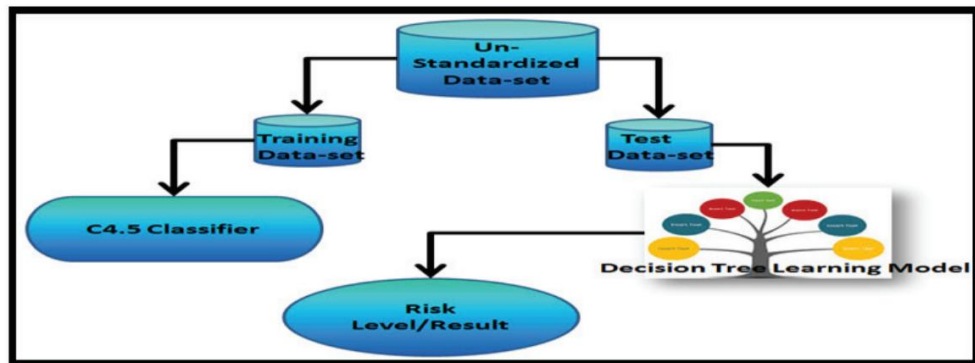 Un-
Standardized
Data-set
Training
Data-set
Test
Data-set
C4.5 Classifier
Decision Tree Learning Model
Risk
Level/Result